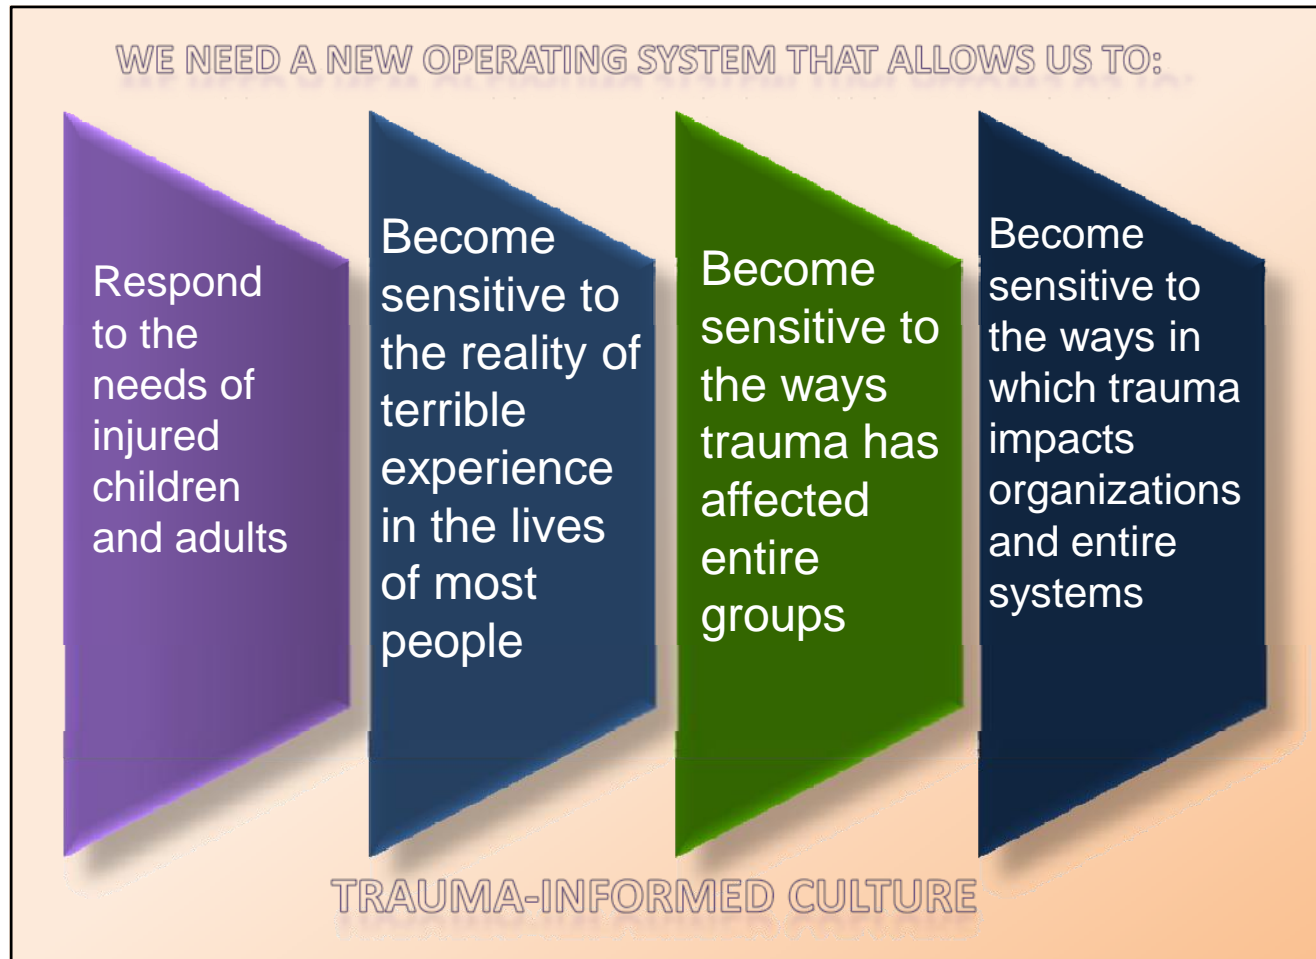 WE NEED A NEW OPERATING SYSTEM THAT ALLOWS US TO:
Respond
to the
needs of
injured
children
and adults
Become
sensitive to
the reality of
terrible
experience
in the lives
of most
people
Become
sensitive to
the ways
trauma has
affected
entire
groups
Become
sensitive to
the ways in
which trauma
impacts
organizations
and entire
systems
TRAUMA-INFORMED CULTURE